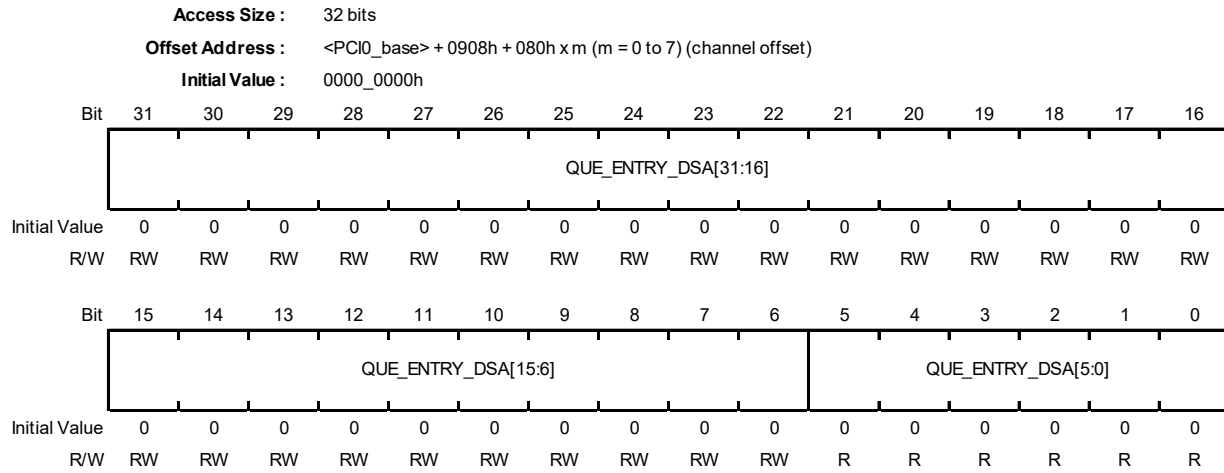 Access Size : 32 bits
Offset Address : <PCI0_base> + 0908h + 080h x m (m = 0 to 7) (channel offset)
Initial Value : 0000_0000h
Bit 31 30 29 28 27 26 25 24 23 22 21 20 19 18 17 16
QUE_ENTRY_DSA[31:16]
Initial Value 0 0 0 0 0 0 0 0 0 0 0 0 0 0 0 0
R/W RW RW RW RW RW RW RW RW RW RW RW RW RW RW RW RW
Bit 15 14 13 12 11 10 9 8 7 6 5 4 3 2 1 0
QUE_ENTRY_DSA[15:6] QUE_ENTRY_DSA[5:0]
Initial Value 0 0 0 0 0 0 0 0 0 0 0 0 0 0 0 0
R/W RW RW RW RW RW RW RW RW RW RW R R R R R R